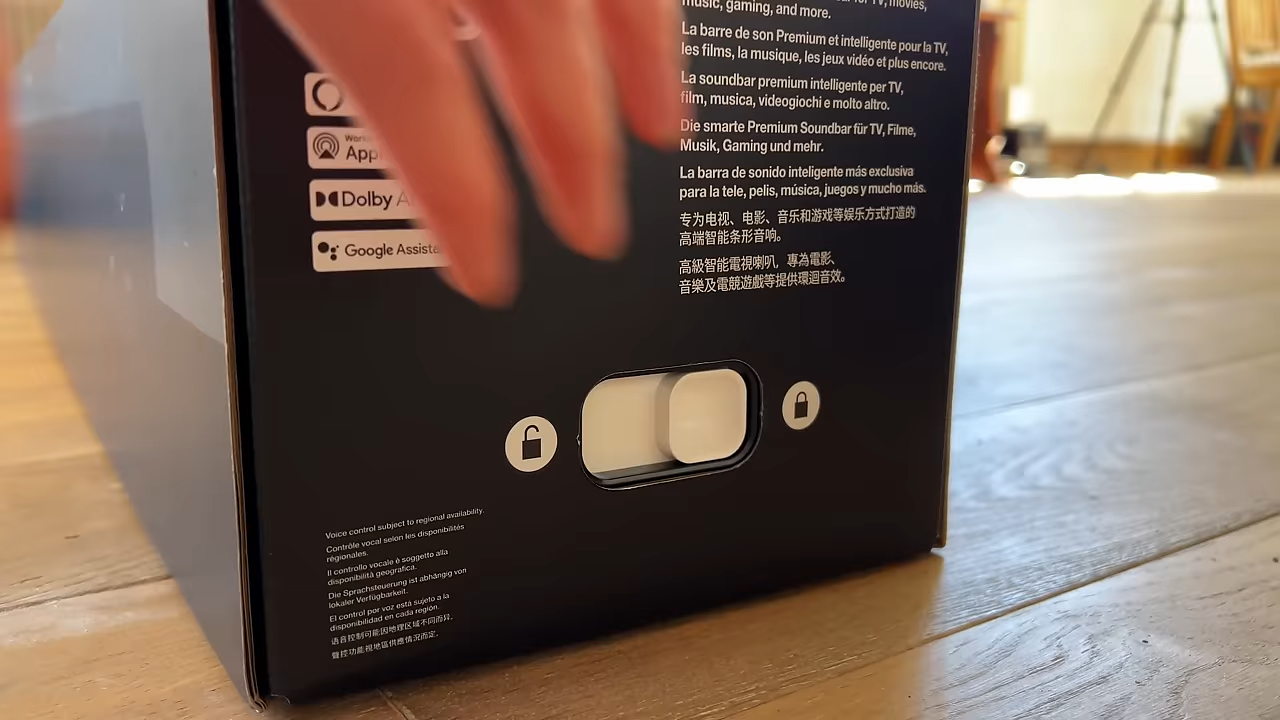 for TV, movies,
music, gaming, and more.
La barre de son Premium et intelligente pour la TV,
les films, la musique, les jeux vidéo et plus encore.
La soundbar premium intelligente per TV,
film, musica, videogiochi e molto altro.
Die smarte Premium Soundbar für TV, Filme,
Musik, Gaming und mehr.
La barra de sonido inteligente más exclusiva
para la tele, pelis, música, juegos y mucho más.
专为电视、电影、音乐和游戏等娱乐方式打造的
高端智能条形音响。
高級智能電視喇叭，專為電影、
音樂及電競遊戲等提供環迴音效。
Dolby
Google
Voice control subject to regional availability.
Contrôle vocal selon les disponibilités
régionales.
Il controllo vocale è soggetto alla
disponibilità geografica.
Die Sprachsteuerung ist abhängig von
lokaler Verfügbarkeit.
El control por voz está sujeto a la
disponibilidad en cada región.
语音控制可能因地理区域不同而异。
聲控功能視地區供應情況而定。